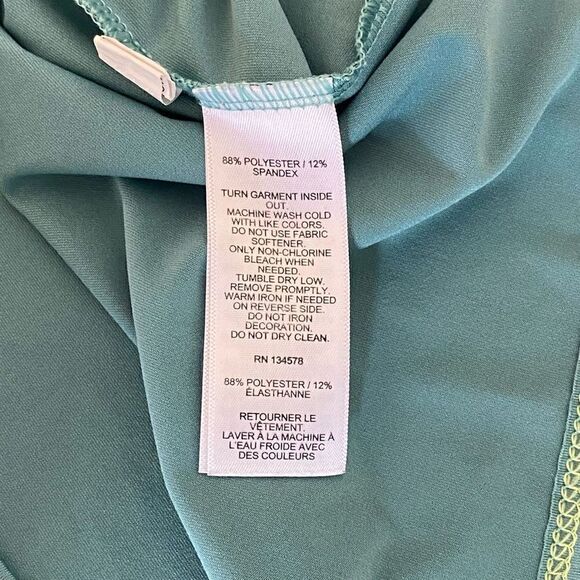 88% POLYESTER / 12%
SPANDEX
TURN GARMENT INSIDE
OUT.
MACHINE WASH COLD
WITH LIKE COLORS.
DO NOT USE FABRIC
SOFTENER.
ONLY NON-CHLORINE
BLEACH WHEN
NEEDED.
TUMBLE DRY LOW,
REMOVE PROMPTLY.
WARM IRON IF NEEDED
ON REVERSE SIDE.
DO NOT IRON
DECORATION.
DO NOT DRY CLEAN.
RN 134578
88% POLYESTER / 12%
ÉLASTHANNE
RETOURNER LE
VÊTEMENT.
LAVER À LA MACHINE À
L'EAU FROIDE AVEC
DES COULEURS